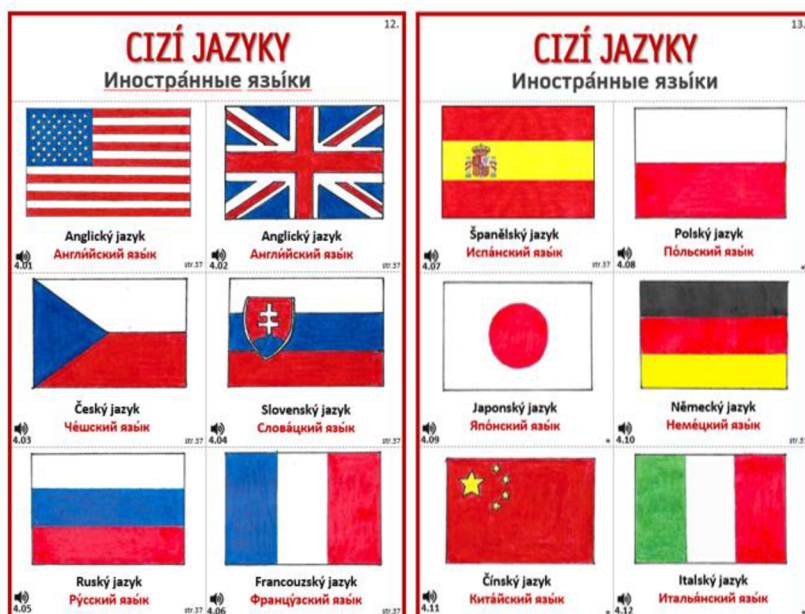 12.
CIZÍ JAZYKY
Иностра́нные языки́
Anglický jazyk
Англи́йский язы́к
4.01
str.37
Anglický jazyk
Англи́йский язы́к
4.02
str.37
Český jazyk
Че́шский язы́к
4.03
str.37
Slovenský jazyk
Слова́цкий язы́к
4.04
str.37
Ruský jazyk
Ру́сский язы́к
4.05
str.37
Francouzský jazyk
Францу́зский язы́к
4.06
str.37
13.
CIZÍ JAZYKY
Иностра́нные языки́
Španělský jazyk
Испа́нский язы́к
4.07
str.37
Polský jazyk
По́льский язы́к
4.08
Japonský jazyk
Япо́нский язы́к
4.09
Německý jazyk
Неме́цкий язы́к
4.10
Čínský jazyk
Кита́йский язы́к
4.11
Italský jazyk
Италья́нский язы́к
4.12